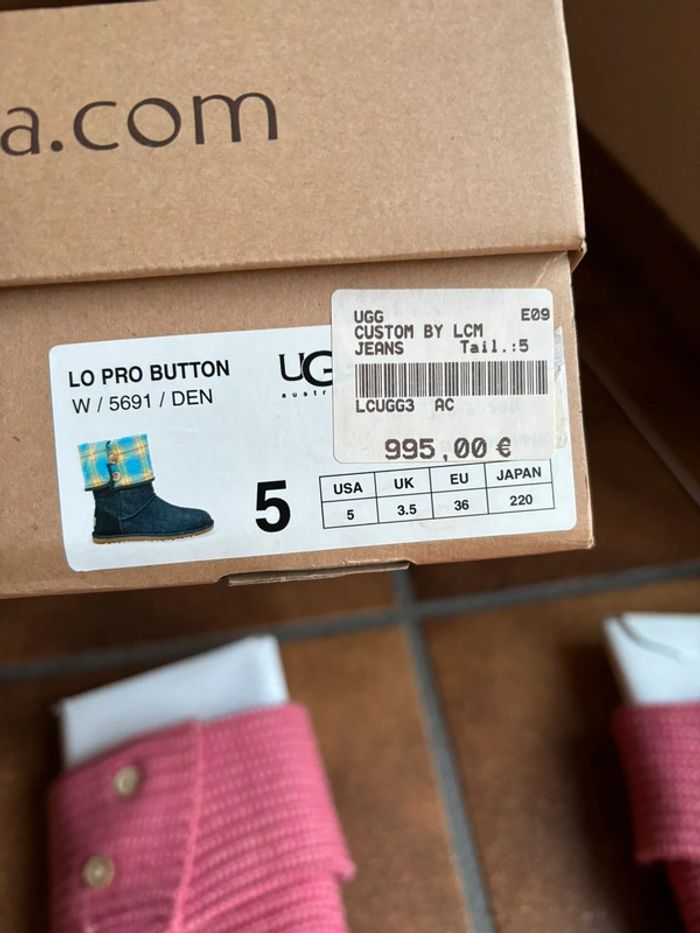 a.com
LO PRO BUTTON
W / 5691 / DEN
UG
austr
UGG E09
CUSTOM BY LCM
JEANS Tail.:5
LCUGG3 AC
995,00 €
5
USA UK EU JAPAN
5 3.5 36 220